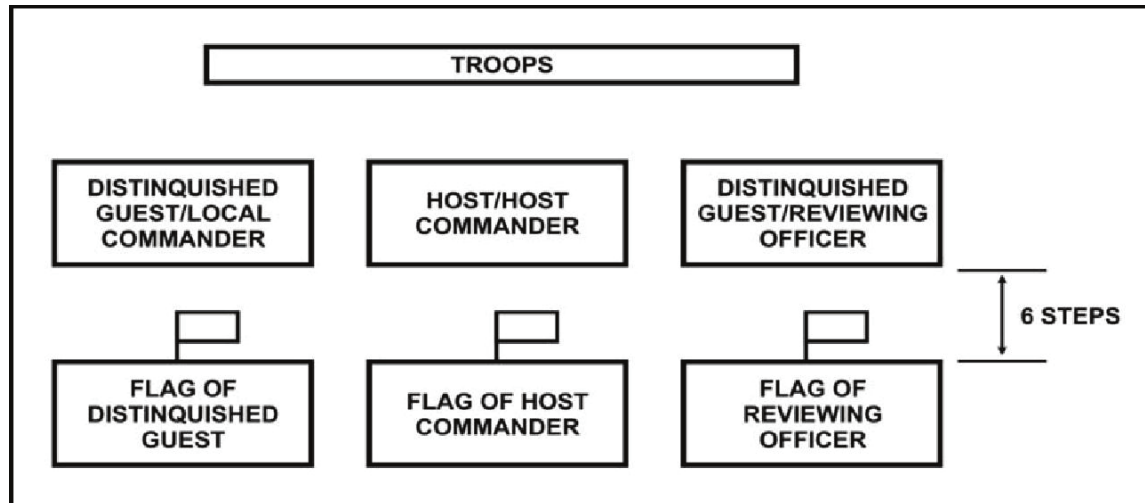 TROOPS
DISTINQUISHED
GUEST/LOCAL
COMMANDER
HOST/HOST
COMMANDER
DISTINQUISHED
GUEST/REVIEWING
OFFICER
6 STEPS
FLAG OF
DISTINQUISHED
GUEST
FLAG OF HOST
COMMANDER
FLAG OF
REVIEWING
OFFICER